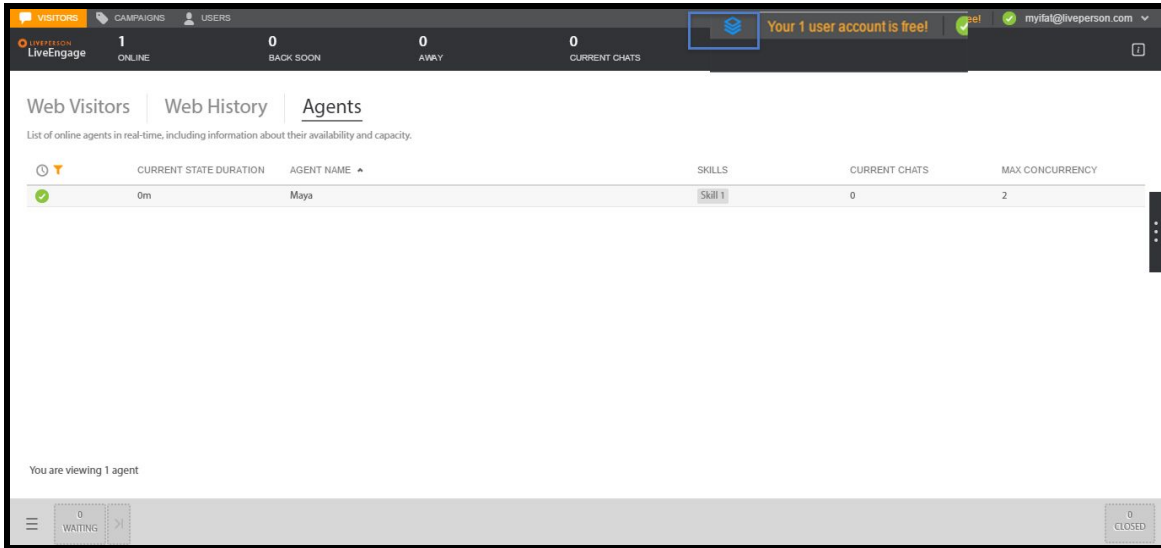 VISITORS CAMPAIGNS USERS Your 1 user account is free! ee! myifat@liveperson.com
LIVEPERSON
LiveEngage
1
ONLINE
0
BACK SOON
0
AWAY
0
CURRENT CHATS
Web Visitors Web History Agents
List of online agents in real-time, including information about their availability and capacity.
CURRENT STATE DURATION AGENT NAME SKILLS CURRENT CHATS MAX CONCURRENCY
0m Maya Skill 1 0 2
You are viewing 1 agent
0
WAITING
0
CLOSED